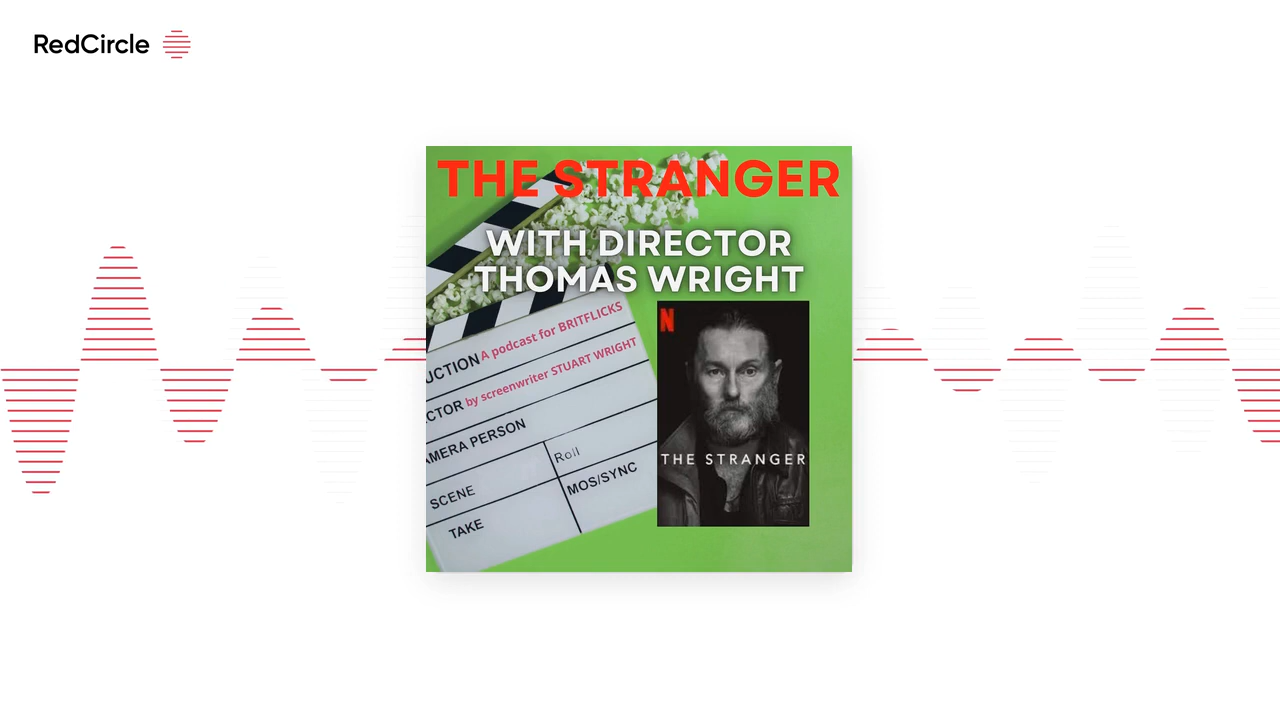 RedCircle
THE STRANGER
WITH DIRECTOR
THOMAS WRIGHT
UCTION A podcast for BRITFLICKS
CTOR by screenwriter STUART WRIGHT
AMERA PERSON
Roll
SCENE
MOS/SYNC
TAKE
N
THE STRANGER